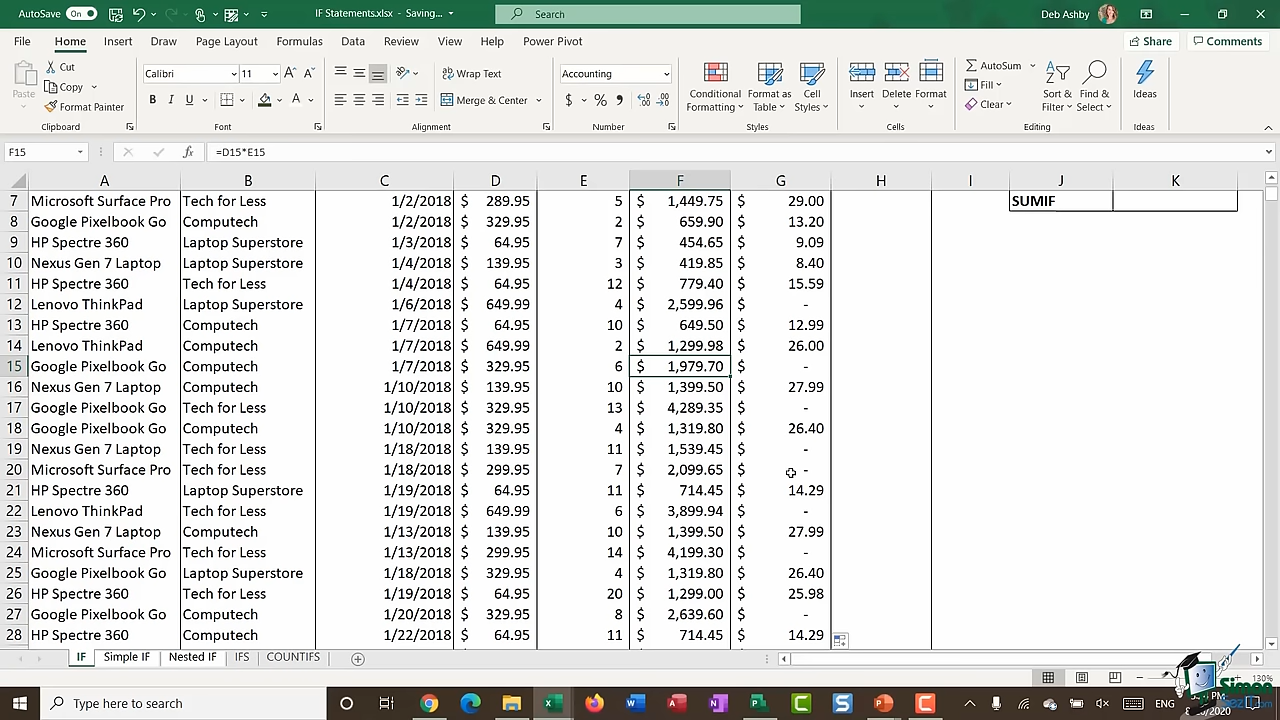 AutoSave On IF Statements.xlsx - Saving... Search Deb Ashby
File Home Insert Draw Page Layout Formulas Data Review View Help Power Pivot Share Comments
Paste Cut Copy Format Painter Clipboard
Calibri 11 A A B I U A Font
Wrap Text Merge & Center Alignment
Accounting $ % Number
Conditional Formatting Format as Table Cell Styles Styles
Insert Delete Format Cells
AutoSum Fill Clear Sort & Filter Find & Select Editing
Ideas Ideas
F15 fx =D15*E15
A B C D E F G H I J K
7 Microsoft Surface Pro Tech for Less 1/2/2018 $ 289.95 5 $ 1,449.75 $ 29.00 SUMIF
8 Google Pixelbook Go Computech 1/2/2018 $ 329.95 2 $ 659.90 $ 13.20
9 HP Spectre 360 Laptop Superstore 1/3/2018 $ 64.95 7 $ 454.65 $ 9.09
10 Nexus Gen 7 Laptop Laptop Superstore 1/4/2018 $ 139.95 3 $ 419.85 $ 8.40
11 HP Spectre 360 Tech for Less 1/4/2018 $ 64.95 12 $ 779.40 $ 15.59
12 Lenovo ThinkPad Laptop Superstore 1/6/2018 $ 649.99 4 $ 2,599.96 $ -
13 HP Spectre 360 Computech 1/7/2018 $ 64.95 10 $ 649.50 $ 12.99
14 Lenovo ThinkPad Computech 1/7/2018 $ 649.99 2 $ 1,299.98 $ 26.00
15 Google Pixelbook Go Computech 1/7/2018 $ 329.95 6 $ 1,979.70 $ -
16 Nexus Gen 7 Laptop Computech 1/10/2018 $ 139.95 10 $ 1,399.50 $ 27.99
17 Google Pixelbook Go Tech for Less 1/10/2018 $ 329.95 13 $ 4,289.35 $ -
18 Google Pixelbook Go Computech 1/10/2018 $ 329.95 4 $ 1,319.80 $ 26.40
19 Nexus Gen 7 Laptop Tech for Less 1/18/2018 $ 139.95 11 $ 1,539.45 $ -
20 Microsoft Surface Pro Tech for Less 1/18/2018 $ 299.95 7 $ 2,099.65 $ -
21 HP Spectre 360 Laptop Superstore 1/19/2018 $ 64.95 11 $ 714.45 $ 14.29
22 Lenovo ThinkPad Tech for Less 1/19/2018 $ 649.99 6 $ 3,899.94 $ -
23 Nexus Gen 7 Laptop Computech 1/13/2018 $ 139.95 10 $ 1,399.50 $ 27.99
24 Microsoft Surface Pro Tech for Less 1/13/2018 $ 299.95 14 $ 4,199.30 $ -
25 Google Pixelbook Go Laptop Superstore 1/18/2018 $ 329.95 4 $ 1,319.80 $ 26.40
26 HP Spectre 360 Tech for Less 1/19/2018 $ 64.95 20 $ 1,299.00 $ 25.98
27 Google Pixelbook Go Computech 1/20/2018 $ 329.95 8 $ 2,639.60 $ -
28 HP Spectre 360 Computech 1/22/2018 $ 64.95 11 $ 714.45 $ 14.29
IF Simple IF Nested IF IFS COUNTIFS
130%
Type here to search